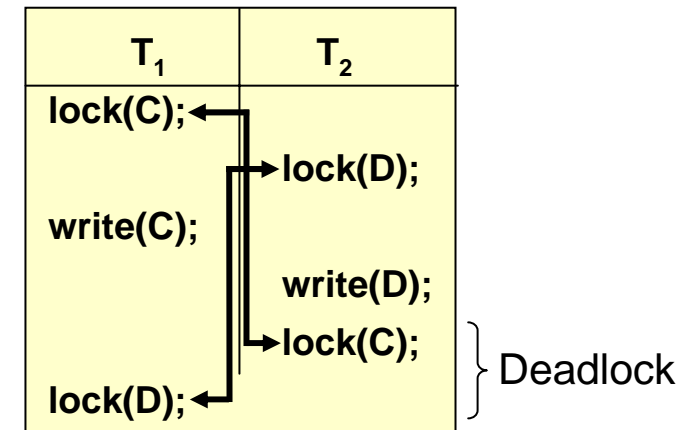 T₁ T₂
lock(C);
lock(D);
write(C);
write(D);
lock(C);
Deadlock
lock(D);